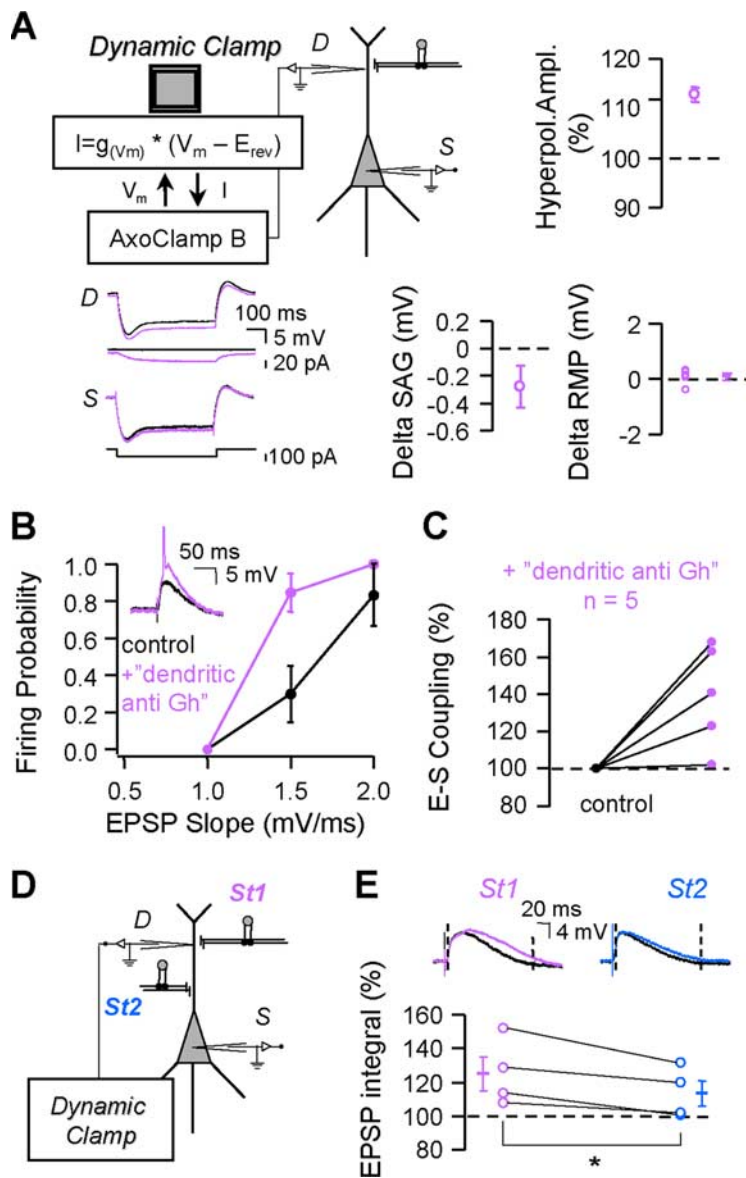 A
Dynamic Clamp
I=g(Vm) * (Vm – Erev)
Vm
I
AxoClamp B
D
S
Hyperpol.Ampl. (%)
120
110
100
90
D
100 ms
5 mV
20 pA
S
100 pA
Delta SAG (mV)
0.2
0
-0.2
-0.4
-0.6
Delta RMP (mV)
2
0
-2
B
Firing Probability
1.0
0.8
0.6
0.4
0.2
0.0
50 ms
5 mV
control
+"dendritic
anti Gh"
0.5
1.0
1.5
2.0
EPSP Slope (mV/ms)
C
+ "dendritic anti Gh"
n = 5
E-S Coupling (%)
180
160
140
120
100
80
control
D
St1
D
St2
S
Dynamic
Clamp
E
St1
St2
20 ms
4 mV
EPSP integral (%)
160
140
120
100
80
*